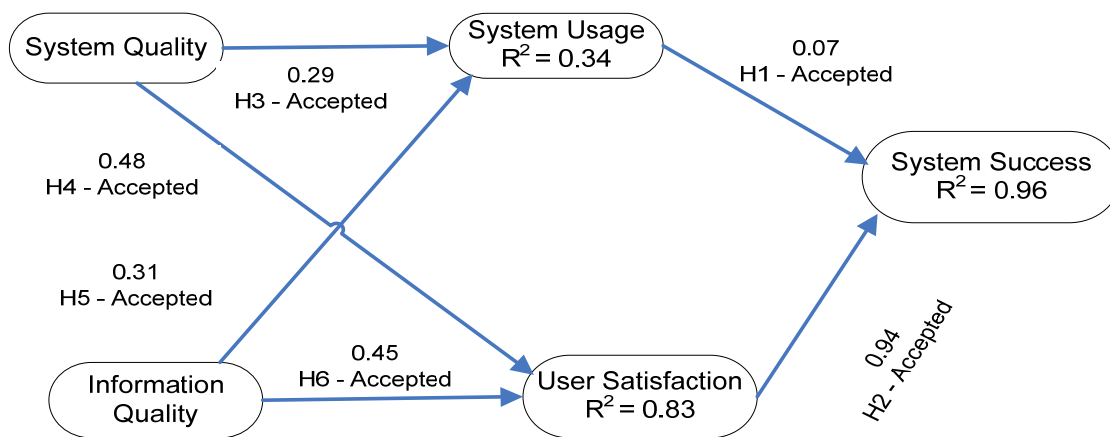 System Quality
System Usage
R² = 0.34
0.29
H3 - Accepted
0.07
H1 - Accepted
0.48
H4 - Accepted
System Success
R² = 0.96
0.31
H5 - Accepted
Information
Quality
0.45
H6 - Accepted
User Satisfaction
R² = 0.83
0.94
H2 - Accepted